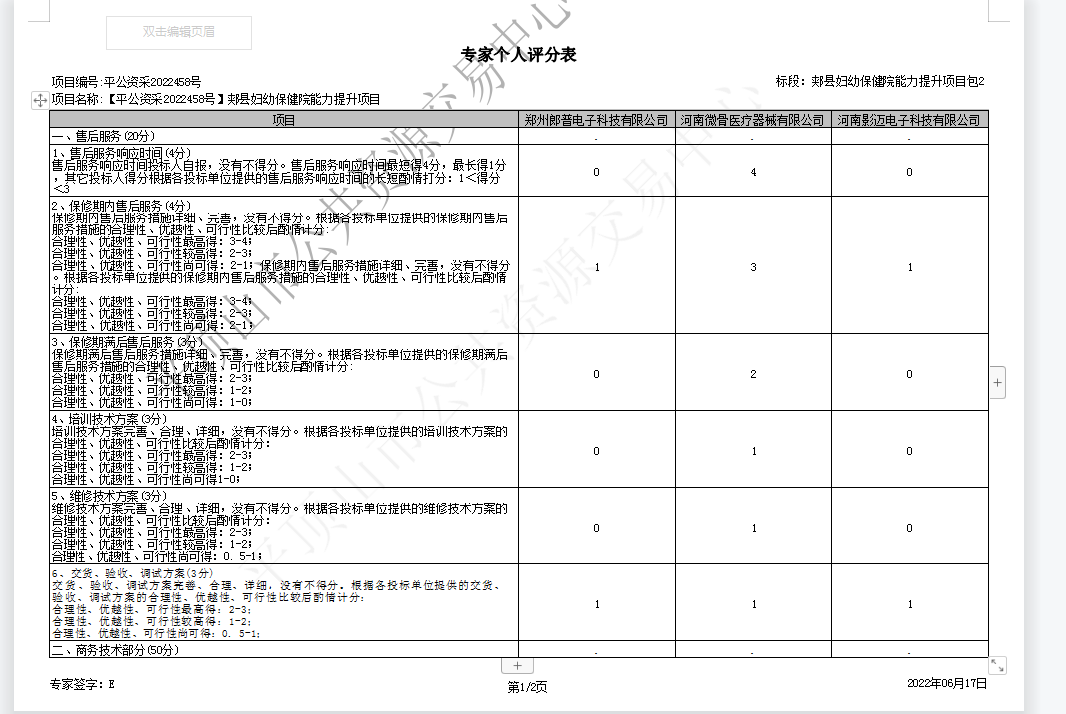 双击编辑页眉
专家个人评分表
项目编号:平公资采2022458号
标段：郏县妇幼保健院能力提升项目包2
项目名称:【平公资采2022458号】郏县妇幼保健院能力提升项目
项目 郑州郎普电子科技有限公司 河南微骨医疗器械有限公司 河南影迈电子科技有限公司
一、售后服务(20分) - - -
1、售后服务响应时间(4分)
售后服务响应时间投标人自报，没有不得分。售后服务响应时间最短得4分，最长得1分
，其它投标人得分根据各投标单位提供的售后服务响应时间的长短酌情打分：1＜得分
＜3
0 4 0
2、保修期内售后服务(4分)
保修期内售后服务措施详细、完善，没有不得分。根据各投标单位提供的保修期内售后
服务措施的合理性、优越性、可行性比较后酌情计分:
合理性、优越性、可行性最高得：3-4；
合理性、优越性、可行性较高得：2-3；
合理性、优越性、可行性尚可得：2-1；保修期内售后服务措施详细、完善，没有不得分
。根据各投标单位提供的保修期内售后服务措施的合理性、优越性、可行性比较后酌情
计分:
合理性、优越性、可行性最高得：3-4；
合理性、优越性、可行性较高得：2-3；
合理性、优越性、可行性尚可得：2-1；
1 3 1
3、保修期满后售后服务(3分)
保修期满后售后服务措施详细、完善，没有不得分。根据各投标单位提供的保修期满后
售后服务措施的合理性、优越性、可行性比较后酌情计分:
合理性、优越性、可行性最高得：2-3；
合理性、优越性、可行性较高得：1-2；
合理性、优越性、可行性尚可得：1-0；
0 2 0
4、培训技术方案(3分)
培训技术方案完善、合理、详细，没有不得分。根据各投标单位提供的培训技术方案的
合理性、优越性、可行性比较后酌情计分：
合理性、优越性、可行性最高得：2-3；
合理性、优越性、可行性较高得：1-2；
合理性、优越性、可行性尚可得1-0；
0 1 0
5、维修技术方案(3分)
维修技术方案完善、合理、详细，没有不得分。根据各投标单位提供的维修技术方案的
合理性、优越性、可行性比较后酌情计分：
合理性、优越性、可行性最高得：2-3；
合理性、优越性、可行性较高得：1-2；
合理性、优越性、可行性尚可得：0.5-1；
0 1 0
6、交货、验收、调试方案(3分)
交货、验收、调试方案完善、合理、详细，没有不得分。根据各投标单位提供的交货、
验收、调试方案的合理性、优越性、可行性比较后酌情计分：
合理性、优越性、可行性最高得：2-3；
合理性、优越性、可行性较高得：1-2；
合理性、优越性、可行性尚可得：0.5-1；
1 1 1
二、商务技术部分(50分) - - -
专家签字：E
第1/2页
2022年06月17日
平顶山市公共资源交易中心
平顶山市公共资源交易中心